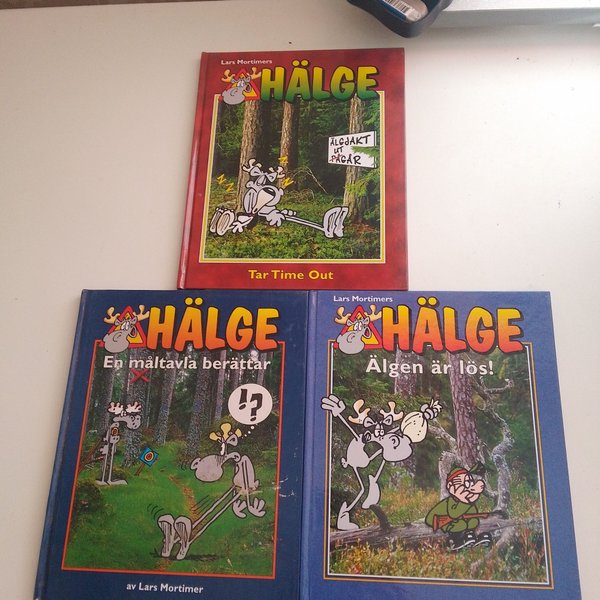 Lars Mortimers
HÄLGE
ÄLGJAKT
UT
PÅGÅR
Z
Z
Z
Z
Z
Tar Time Out
HÄLGE
En måltavla berättar
!?
av Lars Mortimer
Lars Mortimers
HÄLGE
Älgen är lös!